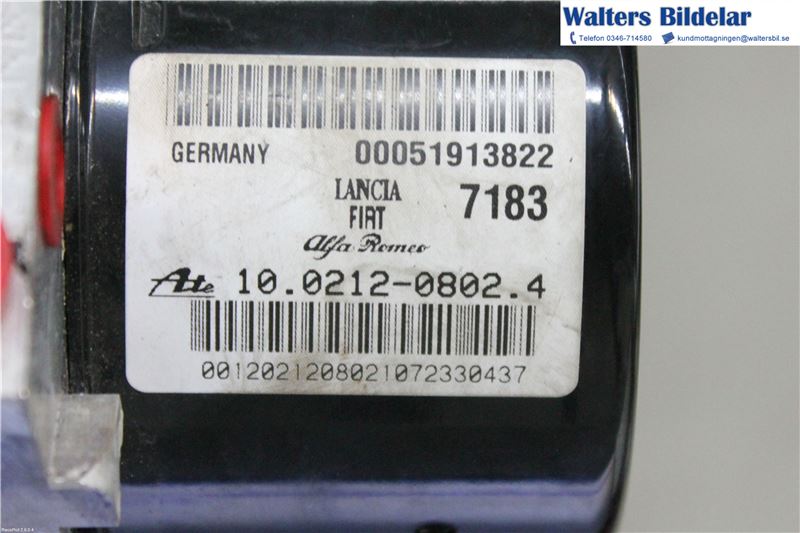 Walters Bildelar
Telefon 0346-714580 kundmottagningen@waltersbil.se
GERMANY 00051913822
LANCIA 7183
FIAT
Alfa Romeo
Ate 10.0212-0802.4
0012021208021072330437